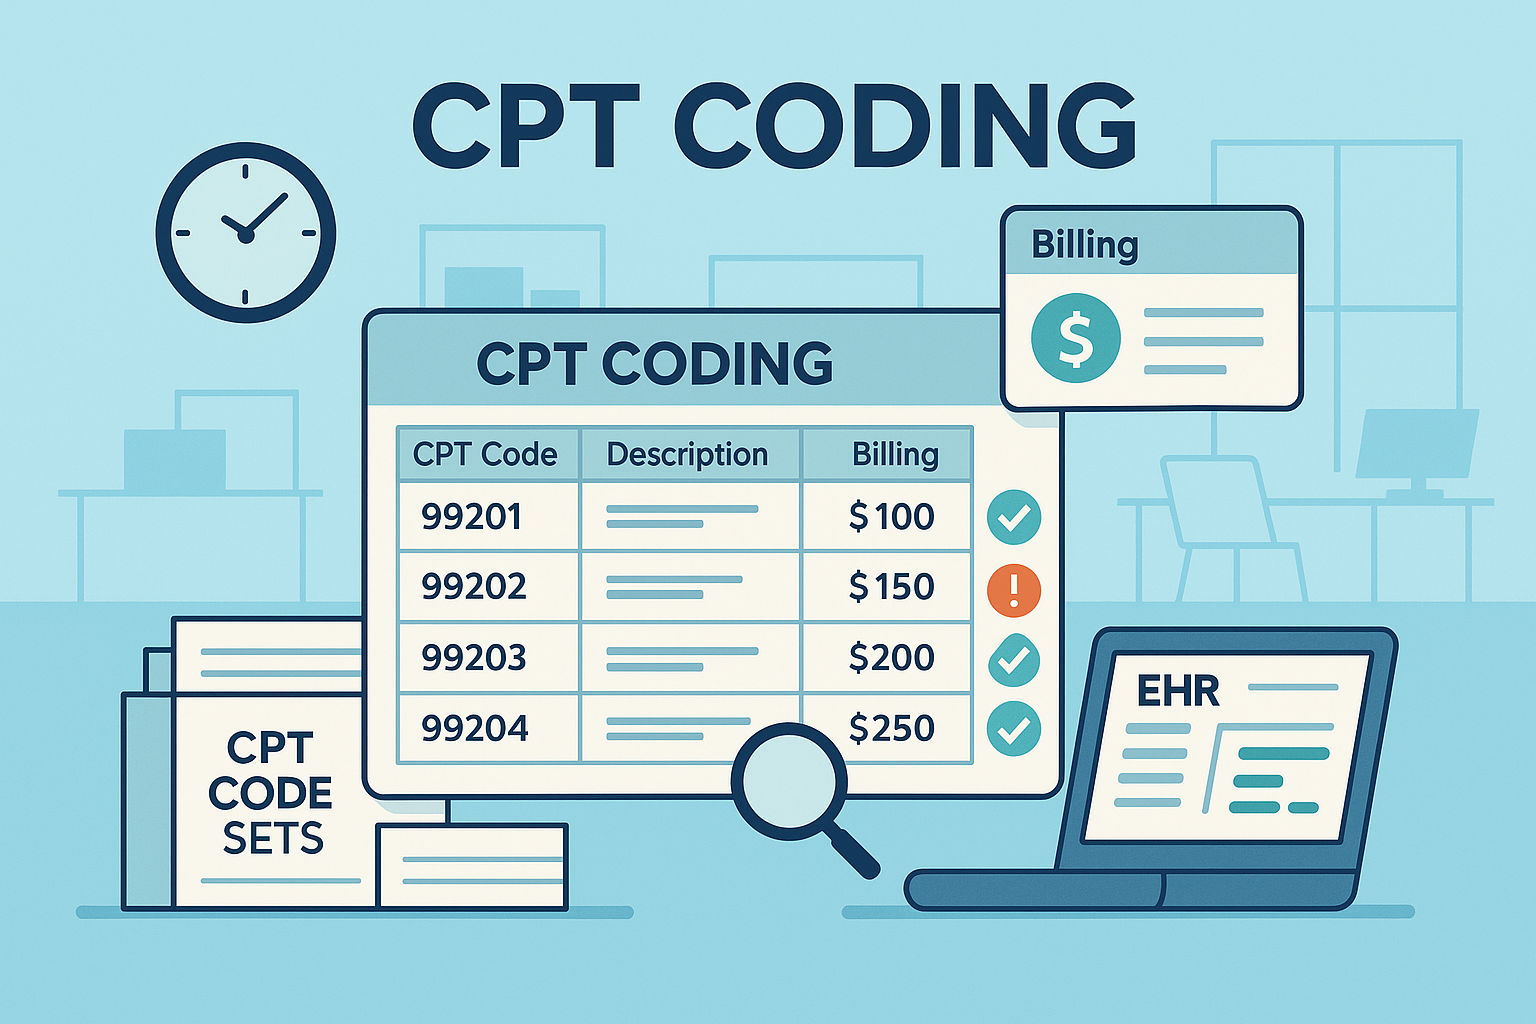 CPT CODING
Billing
$
CPT CODING
CPT Code Description Billing
99201 $100
99202 $150
99203 $200
99204 $250
!
EHR
CPT
CODE
SETS